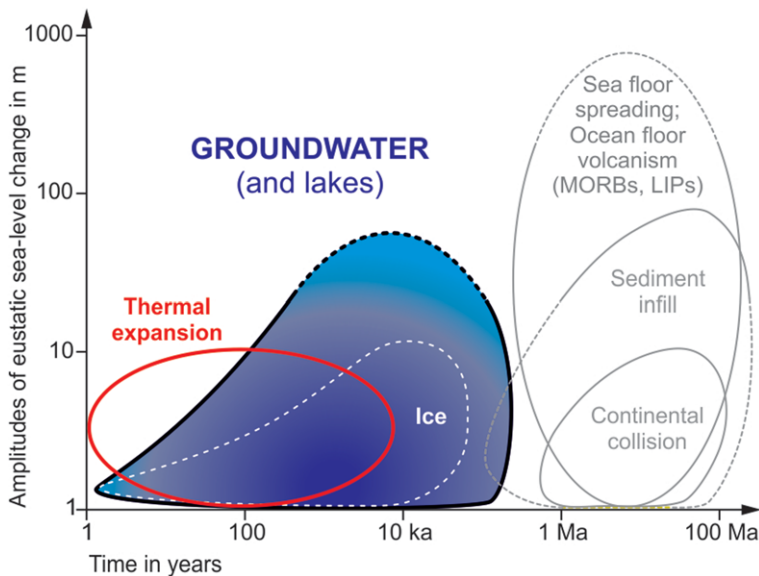 Amplitudes of eustatic sea-level change in m
1000
100
10
1
GROUNDWATER
(and lakes)
Thermal
expansion
Ice
Sea floor
spreading;
Ocean floor
volcanism
(MORBs, LIPs)
Sediment
infill
Continental
collision
1
100
10 ka
1 Ma
100 Ma
Time in years